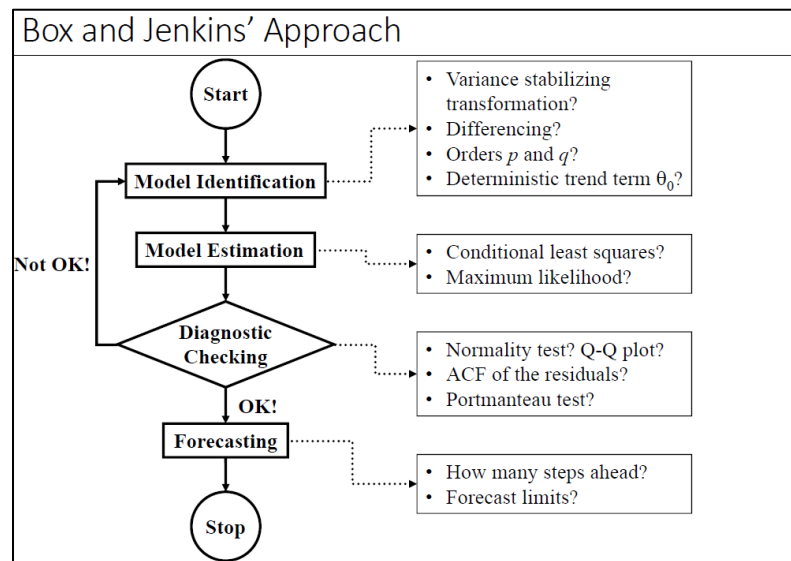 Box and Jenkins' Approach
Start
• Variance stabilizing
transformation?
• Differencing?
• Orders p and q?
• Deterministic trend term θ₀?
Model Identification
Model Estimation
• Conditional least squares?
• Maximum likelihood?
Not OK!
Diagnostic
Checking
• Normality test? Q-Q plot?
• ACF of the residuals?
• Portmanteau test?
OK!
Forecasting
• How many steps ahead?
• Forecast limits?
Stop